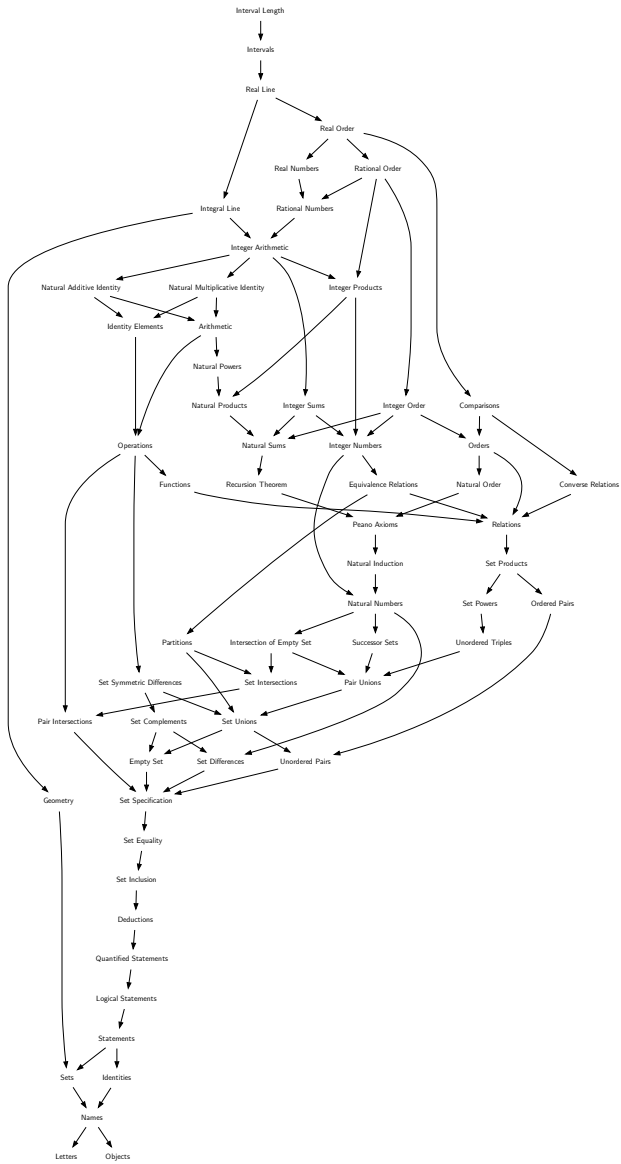 Interval Length
Intervals
Real Line
Real Order
Real Numbers
Rational Order
Integral Line
Rational Numbers
Integer Arithmetic
Natural Additive Identity
Natural Multiplicative Identity
Integer Products
Identity Elements
Arithmetic
Natural Powers
Natural Products
Integer Sums
Integer Order
Comparisons
Operations
Natural Sums
Integer Numbers
Orders
Functions
Recursion Theorem
Equivalence Relations
Natural Order
Converse Relations
Peano Axioms
Relations
Natural Induction
Set Products
Natural Numbers
Set Powers
Ordered Pairs
Partitions
Intersection of Empty Set
Successor Sets
Unordered Triples
Set Symmetric Differences
Set Intersections
Pair Unions
Pair Intersections
Set Complements
Set Unions
Empty Set
Set Differences
Unordered Pairs
Geometry
Set Specification
Set Equality
Set Inclusion
Deductions
Quantified Statements
Logical Statements
Statements
Sets
Identities
Names
Letters
Objects